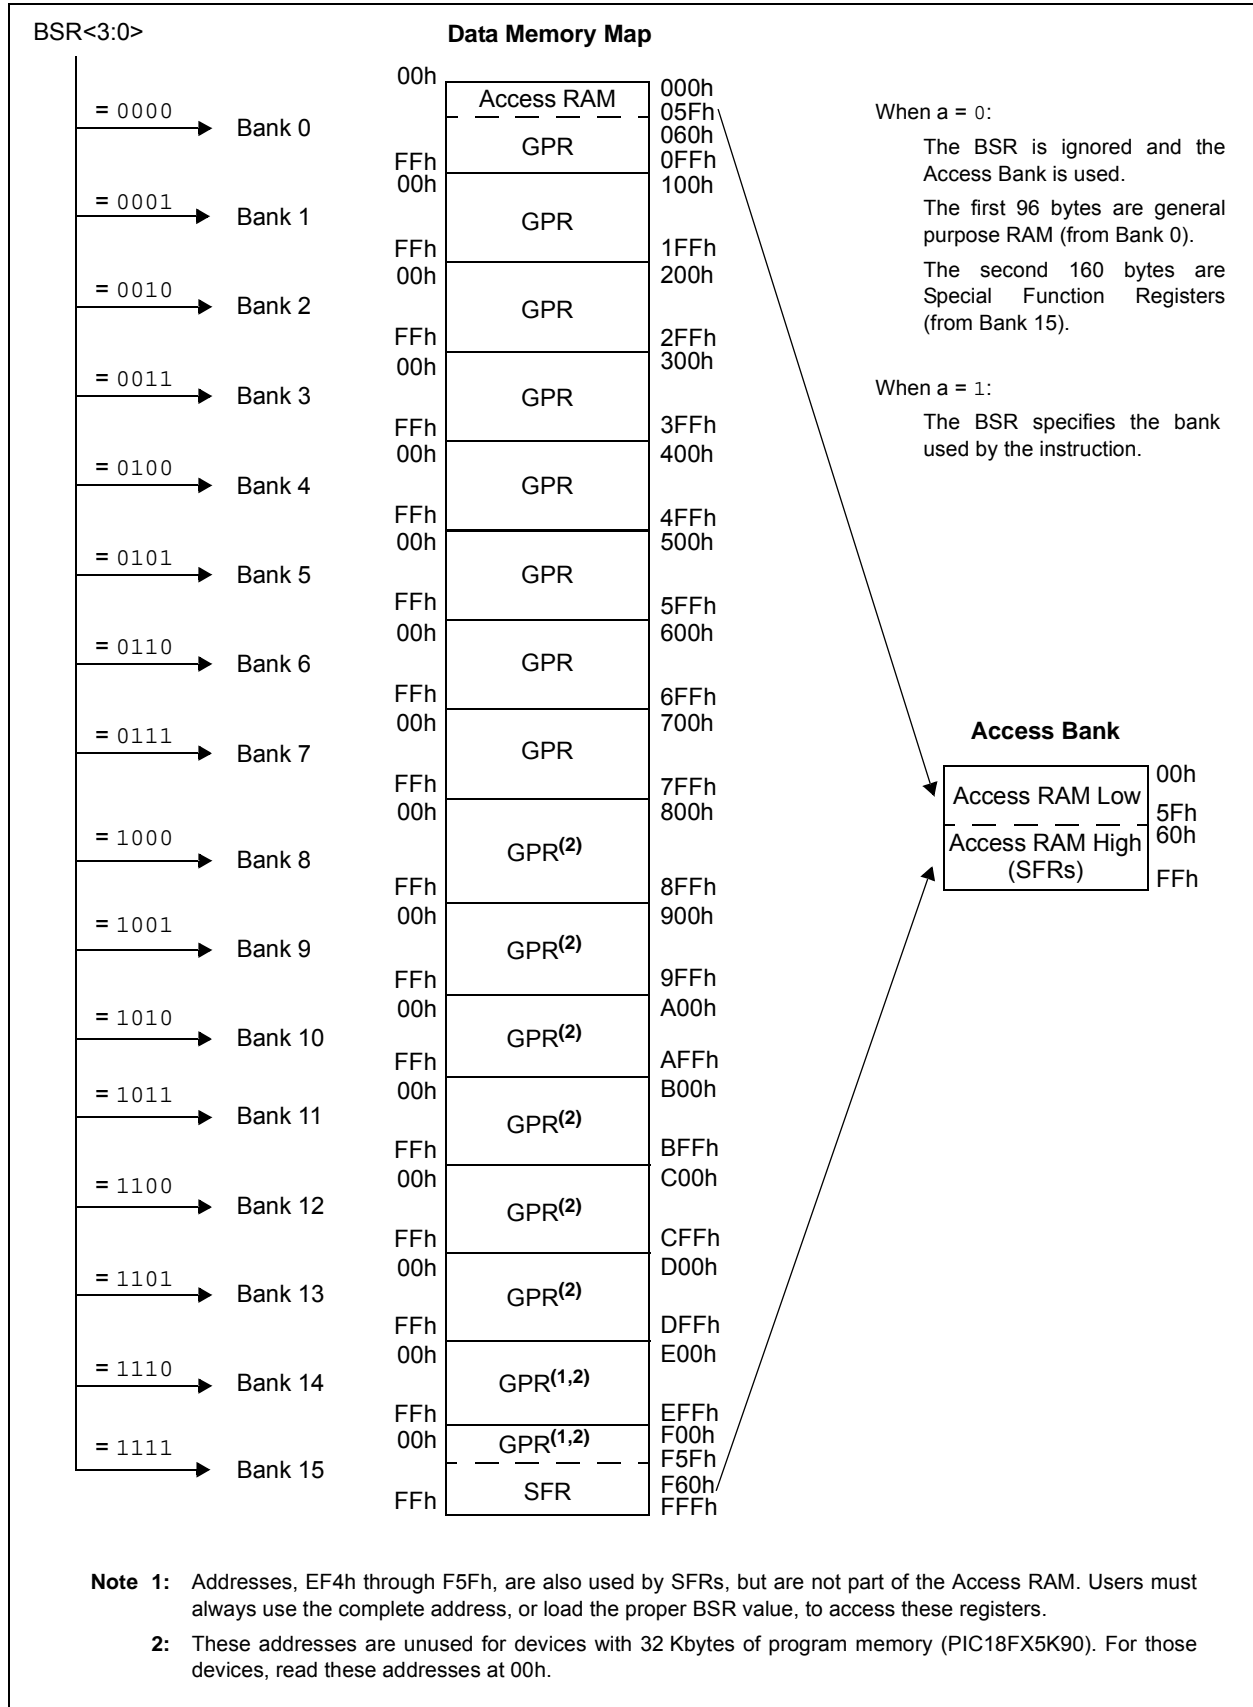 BSR<3:0>
Data Memory Map
= 0000
Bank 0
00h
Access RAM
GPR
FFh
000h
05Fh
060h
0FFh
= 0001
Bank 1
00h
GPR
FFh
100h
1FFh
= 0010
Bank 2
00h
GPR
FFh
200h
2FFh
= 0011
Bank 3
00h
GPR
FFh
300h
3FFh
= 0100
Bank 4
00h
GPR
FFh
400h
4FFh
= 0101
Bank 5
00h
GPR
FFh
500h
5FFh
= 0110
Bank 6
00h
GPR
FFh
600h
6FFh
= 0111
Bank 7
00h
GPR
FFh
700h
7FFh
= 1000
Bank 8
00h
GPR(2)
FFh
800h
8FFh
= 1001
Bank 9
00h
GPR(2)
FFh
900h
9FFh
= 1010
Bank 10
00h
GPR(2)
FFh
A00h
AFFh
= 1011
Bank 11
00h
GPR(2)
FFh
B00h
BFFh
= 1100
Bank 12
00h
GPR(2)
FFh
C00h
CFFh
= 1101
Bank 13
00h
GPR(2)
FFh
D00h
DFFh
= 1110
Bank 14
00h
GPR(1,2)
FFh
E00h
EFFh
= 1111
Bank 15
00h
GPR(1,2)
SFR
FFh
F00h
F5Fh
F60h
FFFh
When a = 0:
The BSR is ignored and the
Access Bank is used.
The first 96 bytes are general
purpose RAM (from Bank 0).
The second 160 bytes are
Special Function Registers
(from Bank 15).
When a = 1:
The BSR specifies the bank
used by the instruction.
Access Bank
Access RAM Low
Access RAM High
(SFRs)
00h
5Fh
60h
FFh
Note 1: Addresses, EF4h through F5Fh, are also used by SFRs, but are not part of the Access RAM. Users must
always use the complete address, or load the proper BSR value, to access these registers.
2: These addresses are unused for devices with 32 Kbytes of program memory (PIC18FX5K90). For those
devices, read these addresses at 00h.